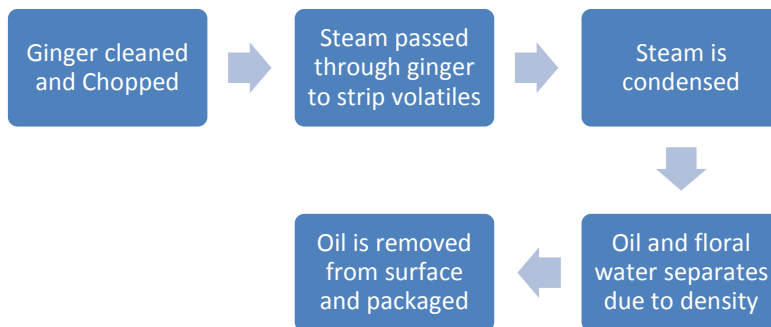 Ginger cleaned
and Chopped
Steam passed
through ginger
to strip volatiles
Steam is
condensed
Oil and floral
water separates
due to density
Oil is removed
from surface
and packaged